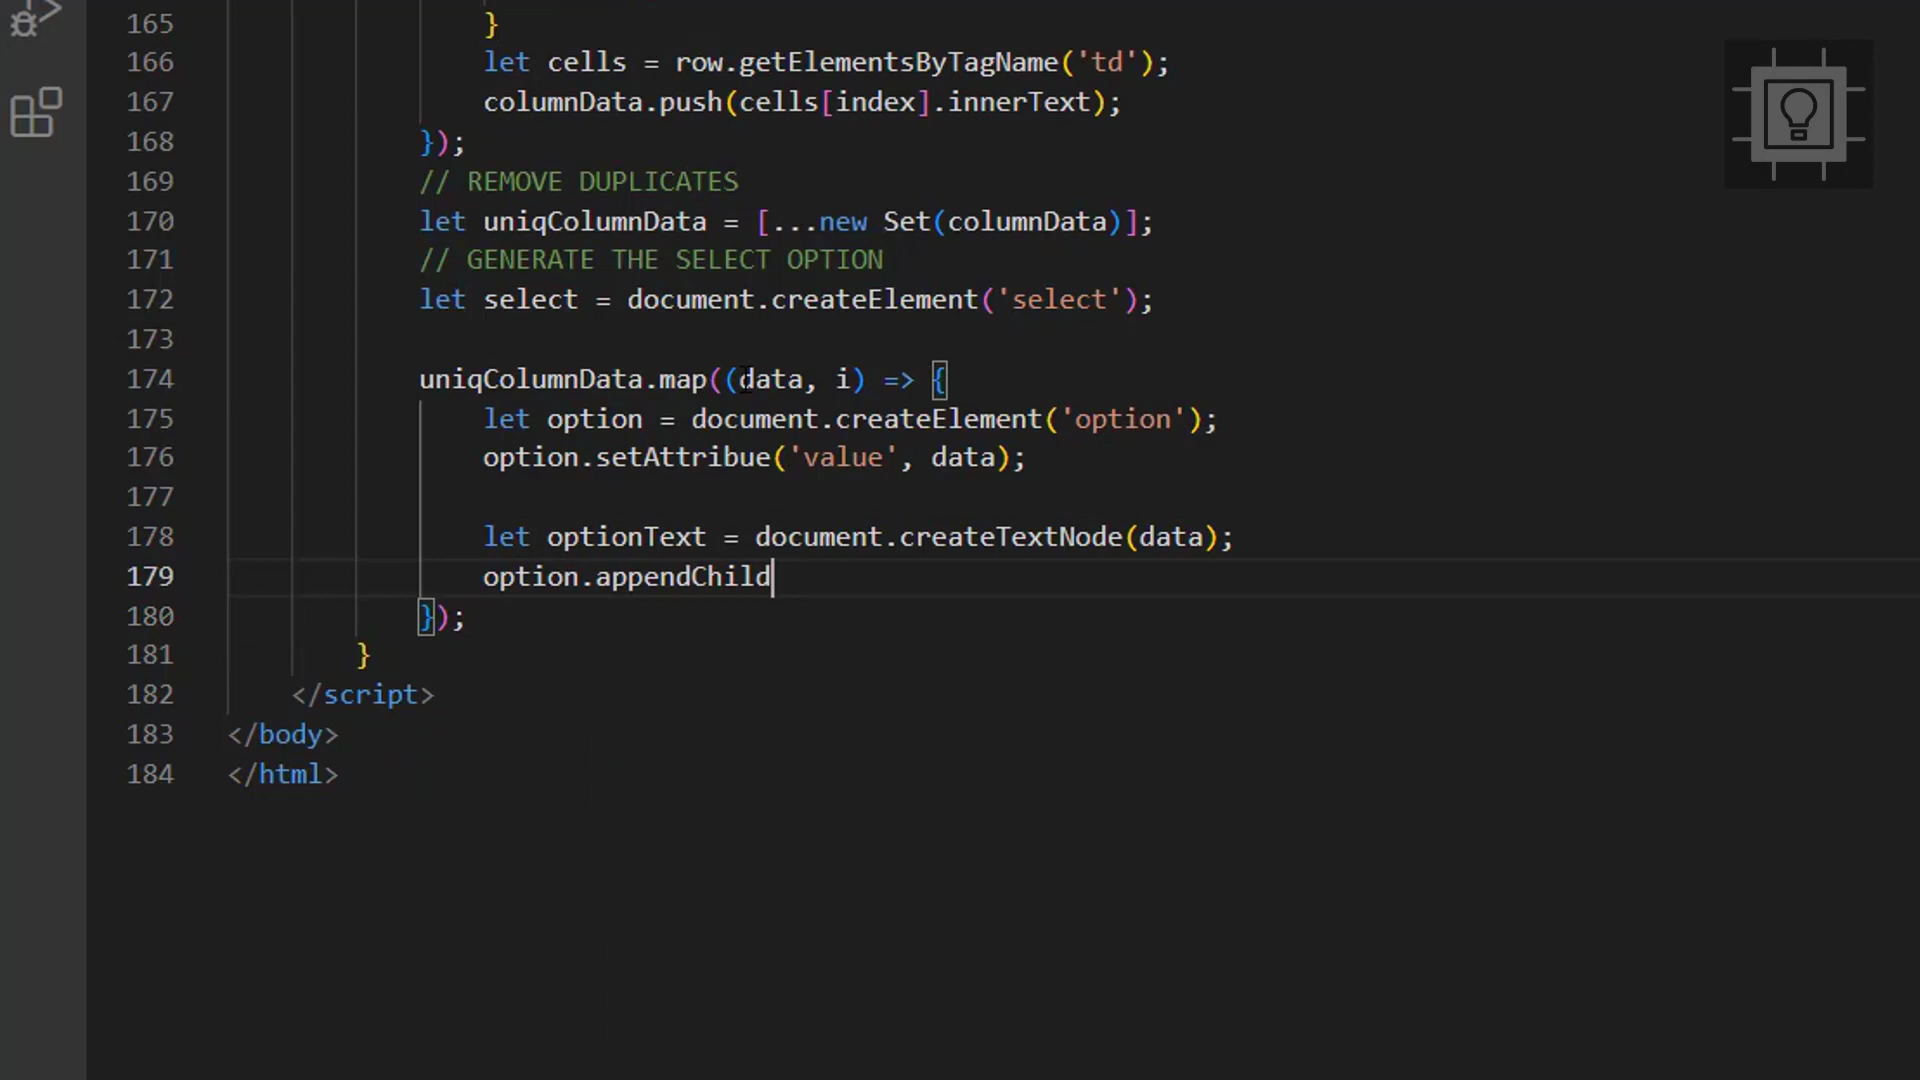 165 }
166 let cells = row.getElementsByTagName('td');
167 columnData.push(cells[index].innerText);
168 });
169 // REMOVE DUPLICATES
170 let uniqColumnData = [...new Set(columnData)];
171 // GENERATE THE SELECT OPTION
172 let select = document.createElement('select');
173
174 uniqColumnData.map((data, i) => {
175 let option = document.createElement('option');
176 option.setAttribue('value', data);
177
178 let optionText = document.createTextNode(data);
179 option.appendChild
180 });
181 }
182 </script>
183 </body>
184 </html>